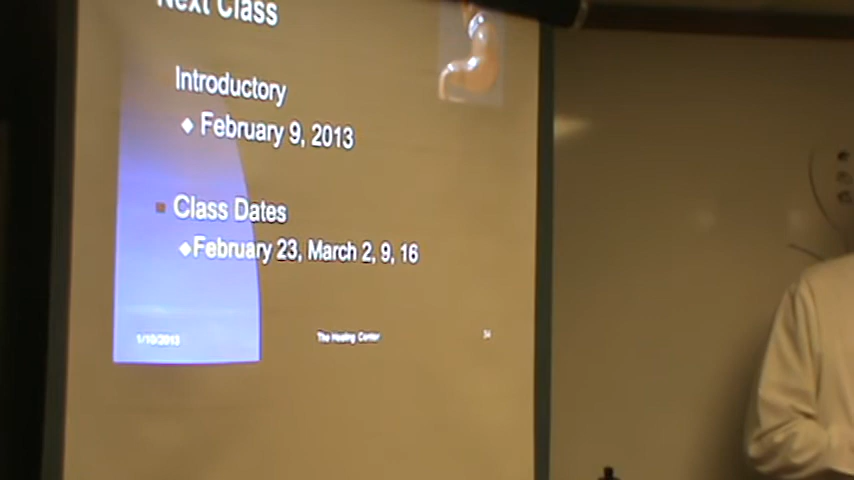 Next Class
Introductory
◆ February 9, 2013
■ Class Dates
◆February 23, March 2, 9, 16
1/10/2013 The Healing Center 34